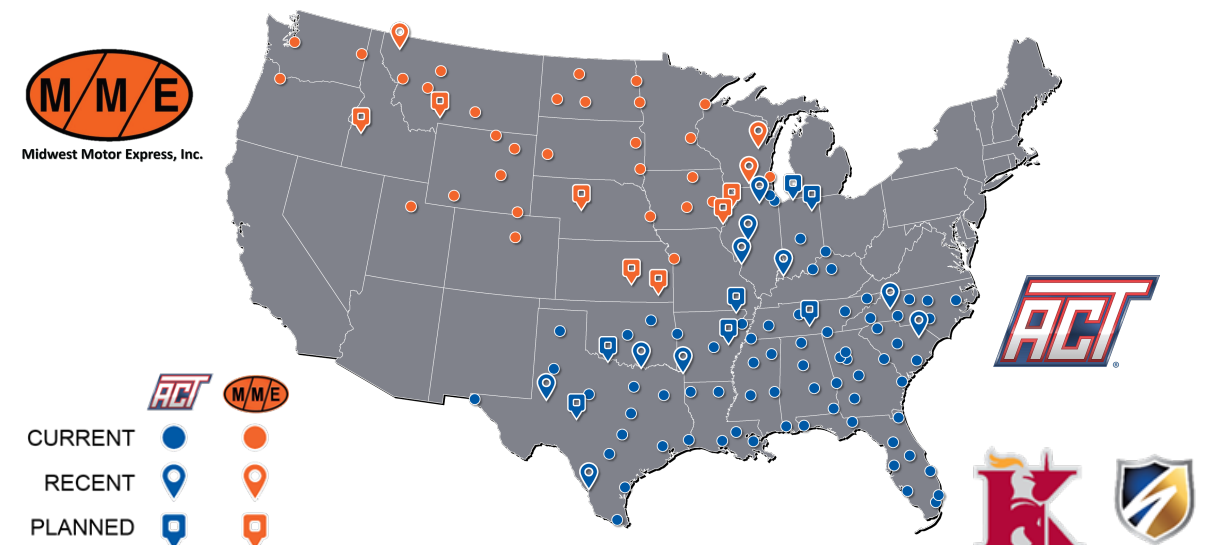 M/M/E
Midwest Motor Express, Inc.
ACT
®
ACT M/M/E
CURRENT
RECENT
PLANNED
K